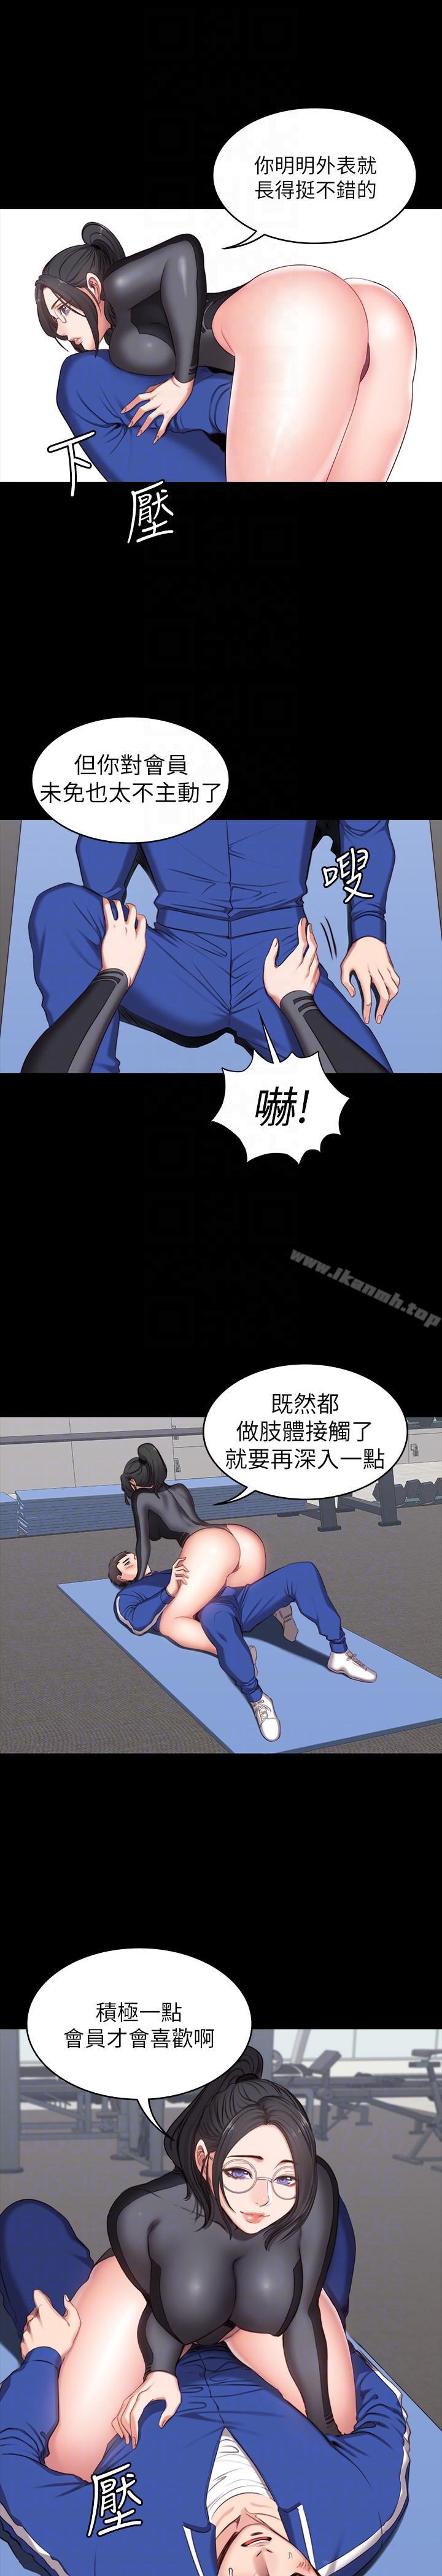 你明明外表就
長得挺不錯的
下
壓
但你對會員
未免也太不主動了
嗖
嚇!
www.ikanmh.top
既然都
做肢體接觸了
就要再深入一點
積極一點
會員才會喜歡啊
壓